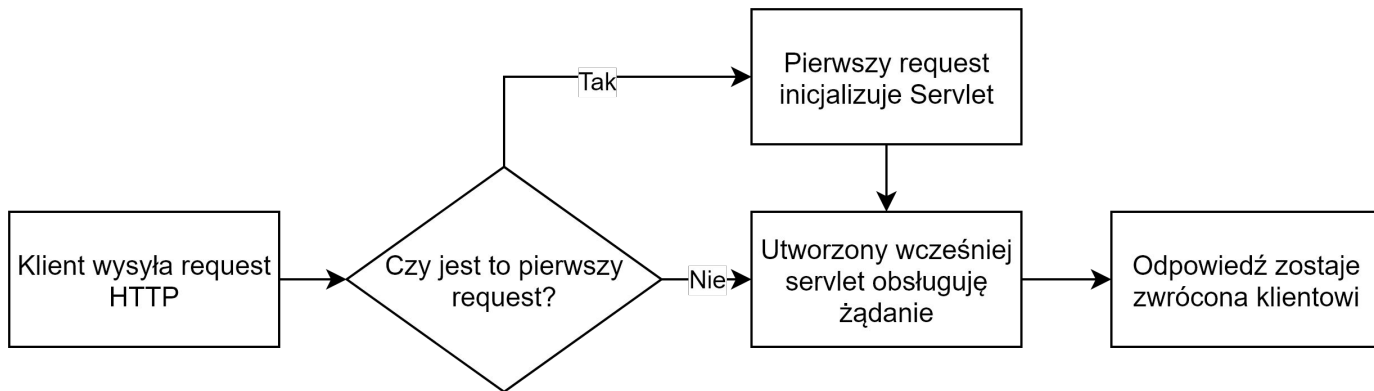 Klient wysyła request
HTTP
Czy jest to pierwszy
request?
Tak
Pierwszy request
inicjalizuje Servlet
Nie
Utworzony wcześniej
servlet obsługuję
żądanie
Odpowiedź zostaje
zwrócona klientowi